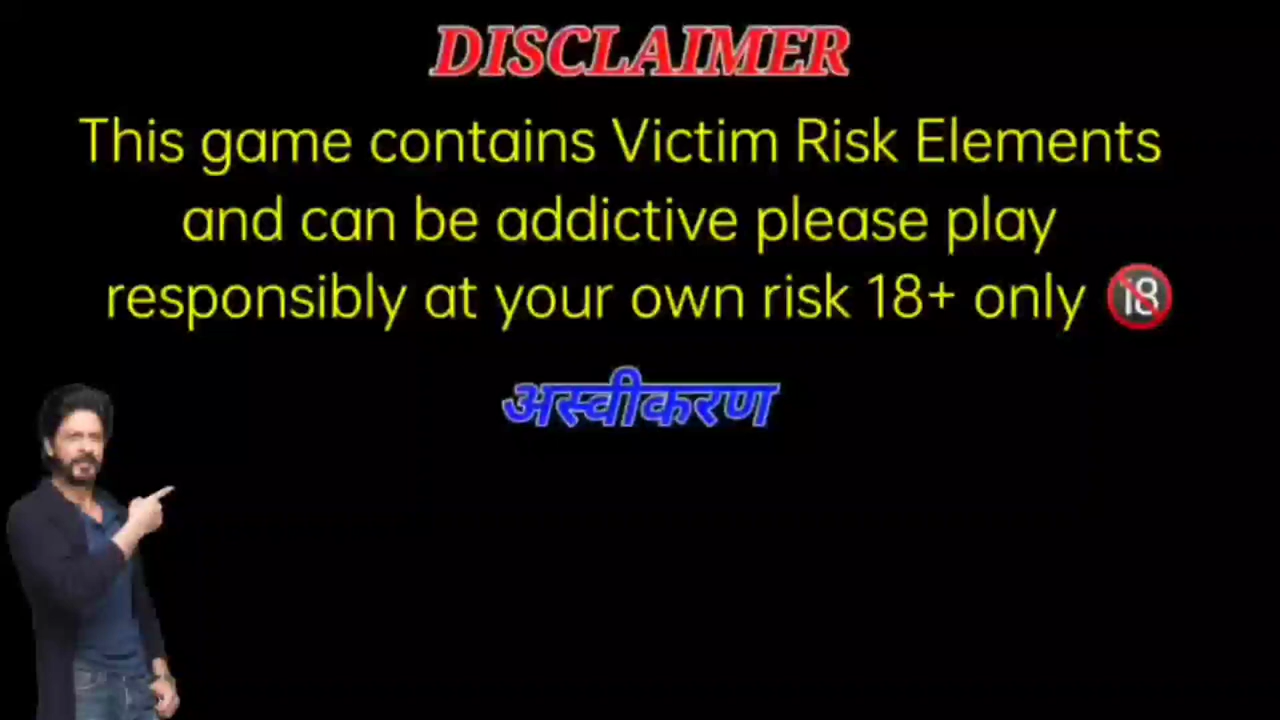 DISCLAIMER
This game contains Victim Risk Elements
and can be addictive please play
responsibly at your own risk 18+ only 🔞
अस्वीकरण